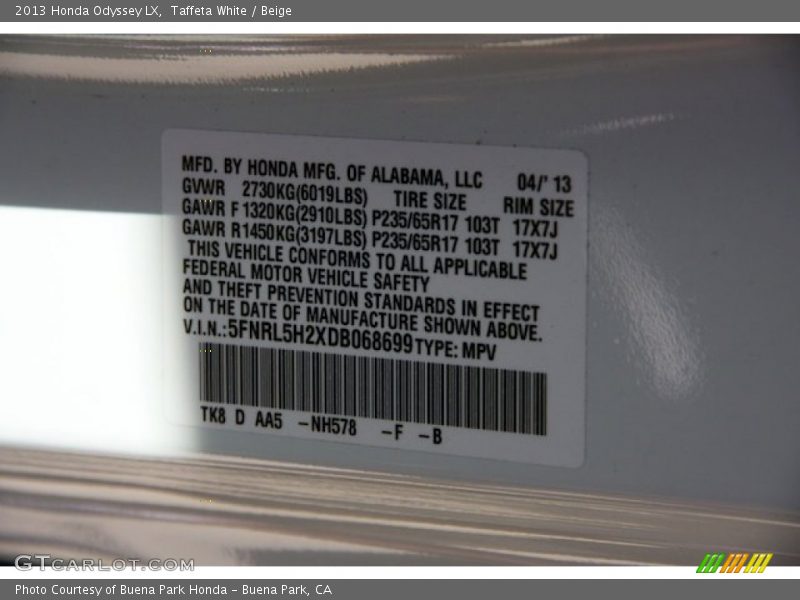 2013 Honda Odyssey LX, Taffeta White / Beige
MFD. BY HONDA MFG. OF ALABAMA, LLC 04/' 13
GVWR 2730KG(6019LBS) TIRE SIZE RIM SIZE
GAWR F 1320KG(2910LBS) P235/65R17 103T 17X7J
GAWR R1450KG(3197LBS) P235/65R17 103T 17X7J
THIS VEHICLE CONFORMS TO ALL APPLICABLE
FEDERAL MOTOR VEHICLE SAFETY
AND THEFT PREVENTION STANDARDS IN EFFECT
ON THE DATE OF MANUFACTURE SHOWN ABOVE.
V.I.N.:5FNRL5H2XDB068699 TYPE: MPV
TK8 D AA5 -NH578 -F -B
GTCARLOT.COM
Photo Courtesy of Buena Park Honda - Buena Park, CA